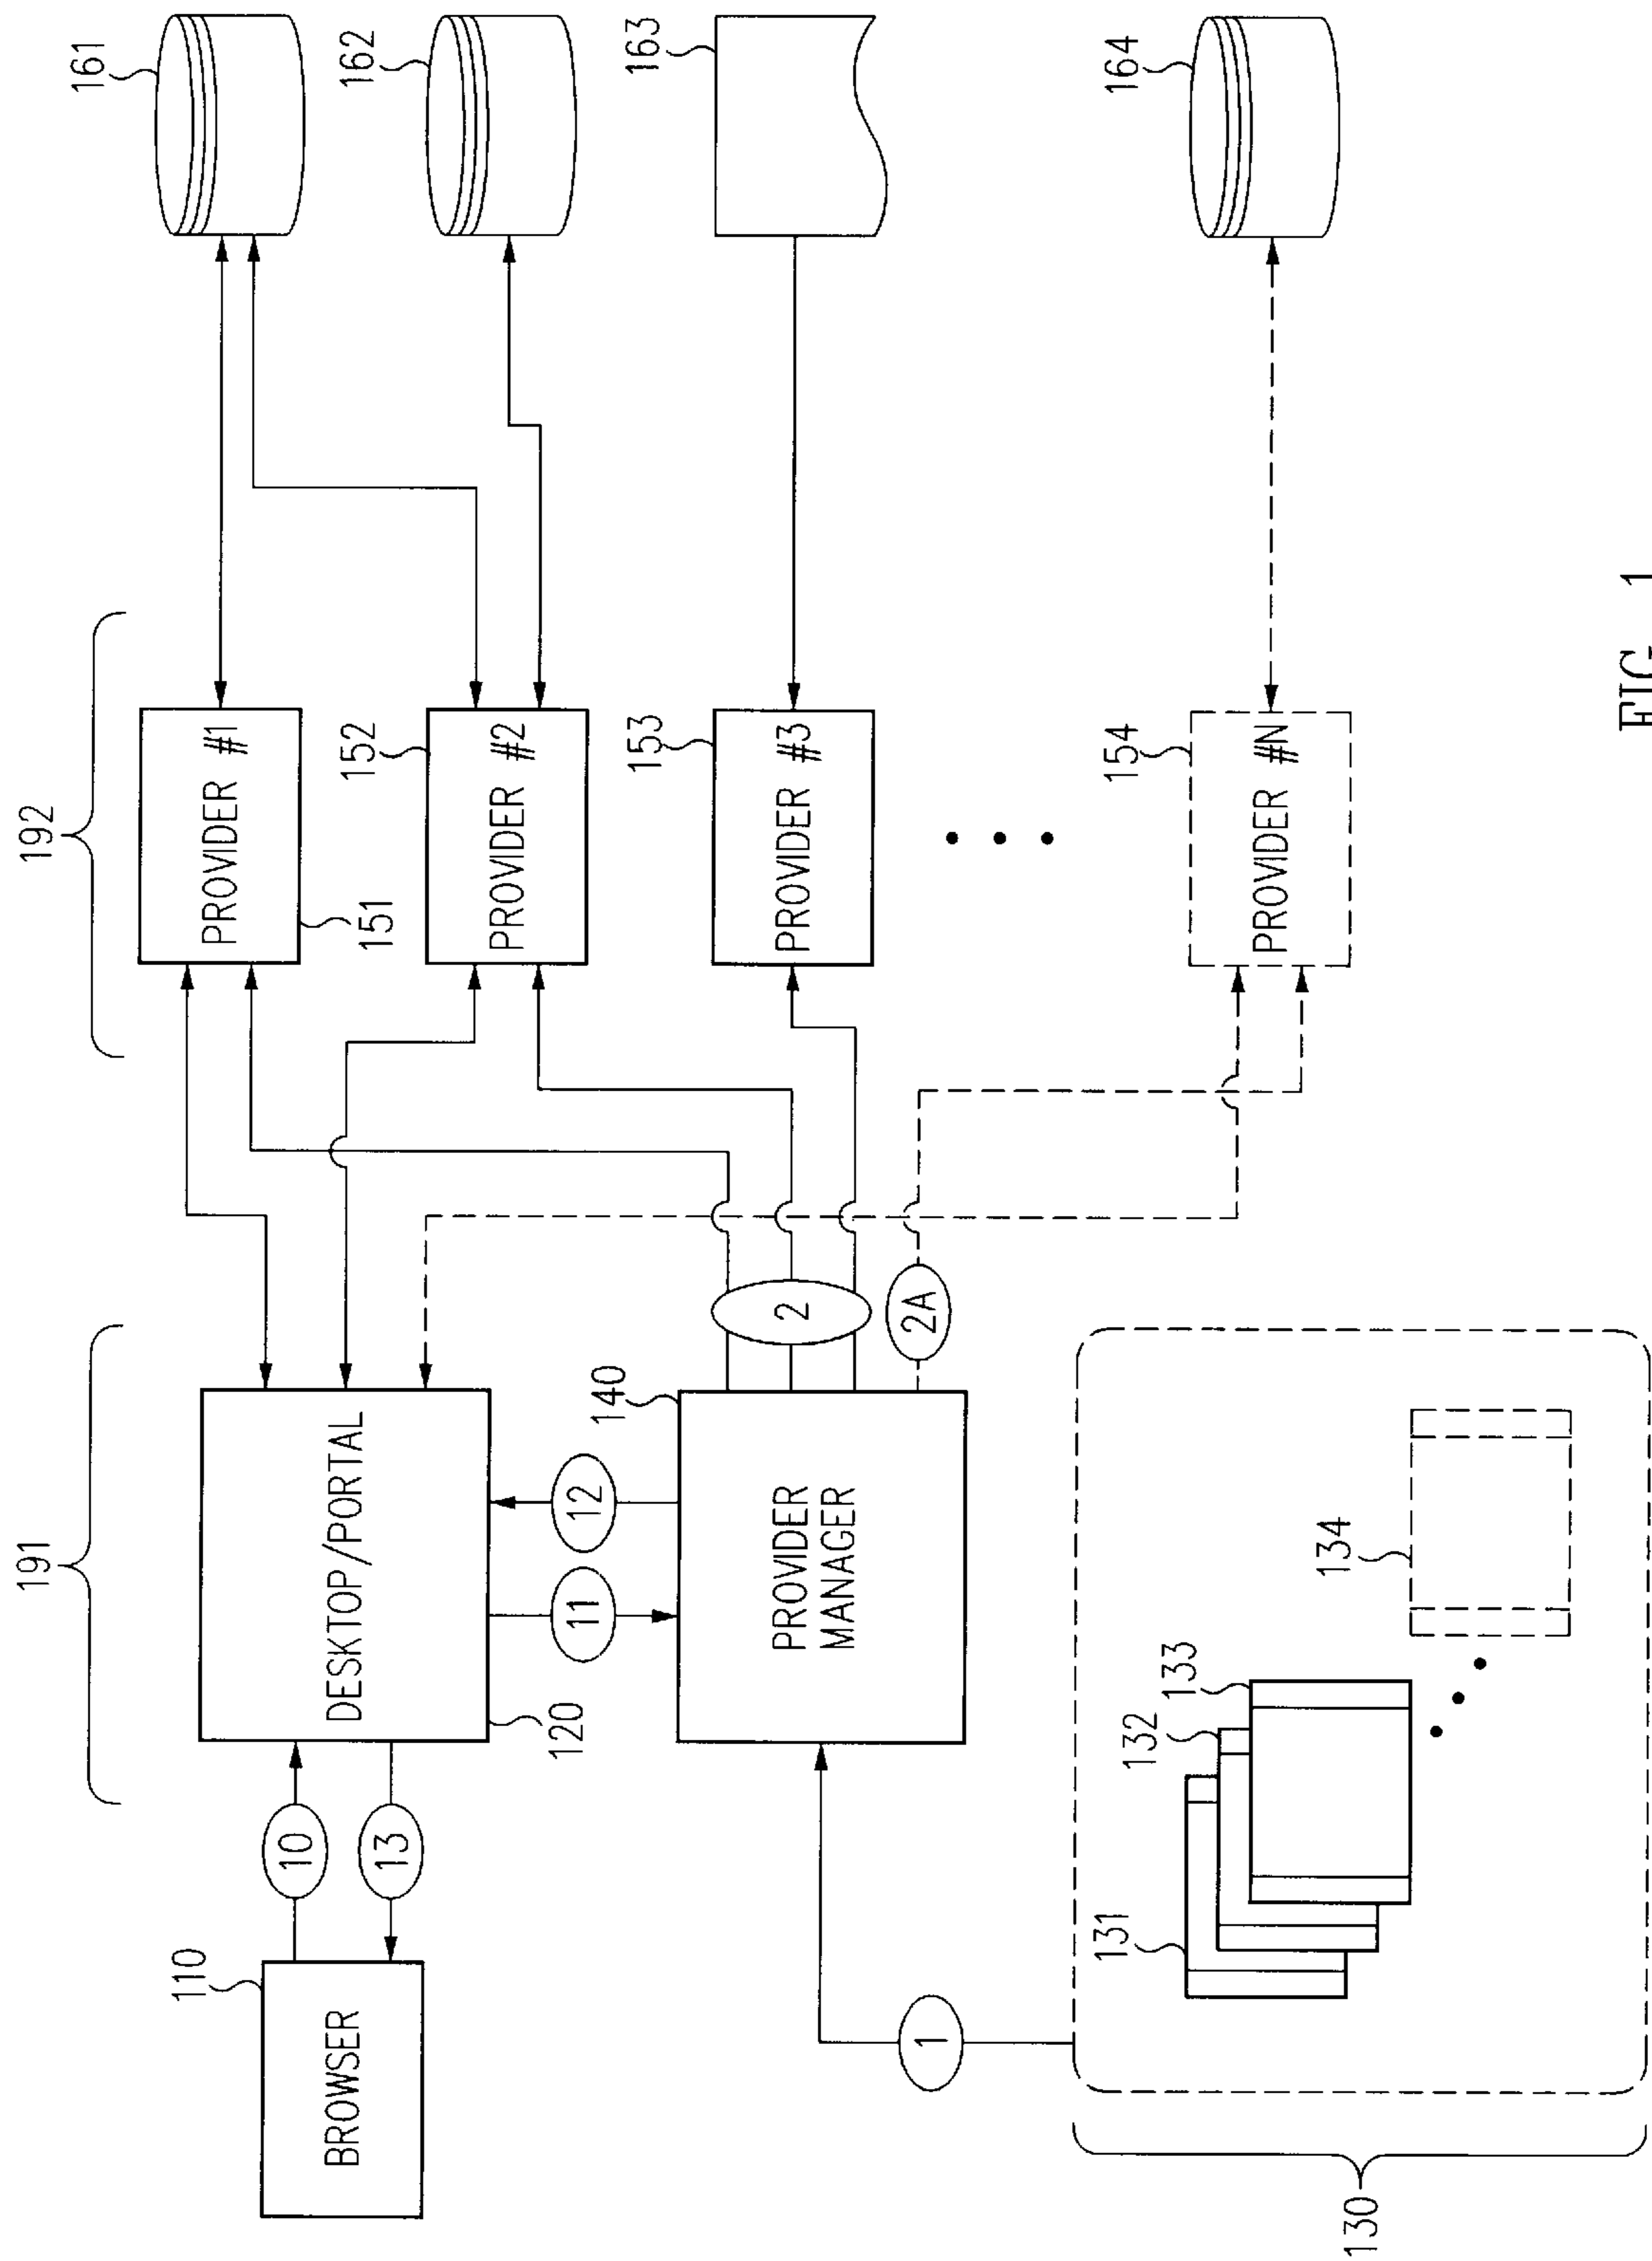 191
192
110
BROWSER
10
13
DESKTOP/PORTAL
120
11
12
140
PROVIDER
MANAGER
2
2A
1
PROVIDER #1
151
152
PROVIDER #2
153
PROVIDER #3
154
PROVIDER #N
161
162
163
164
130
131
132
133
134
FIG. 1